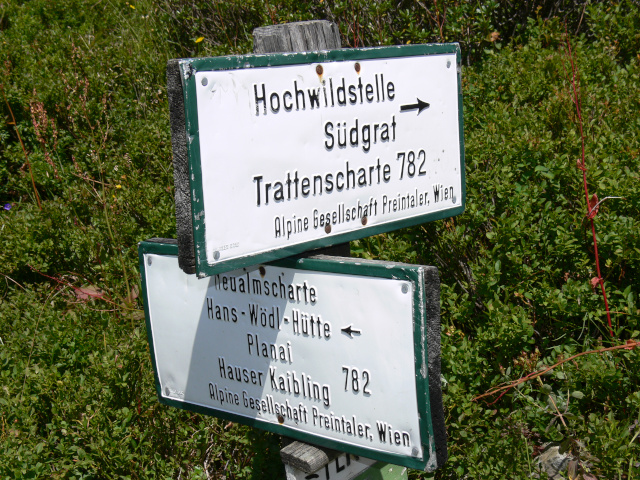 Hochwildstelle →
Südgrat
Trattenscharte 782
Alpine Gesellschaft Preintaler, Wien
Neualmscharte
Hans-Wödl-Hütte ←
Planai
Hauser Kaibling 782
Alpine Gesellschaft Preintaler, Wien